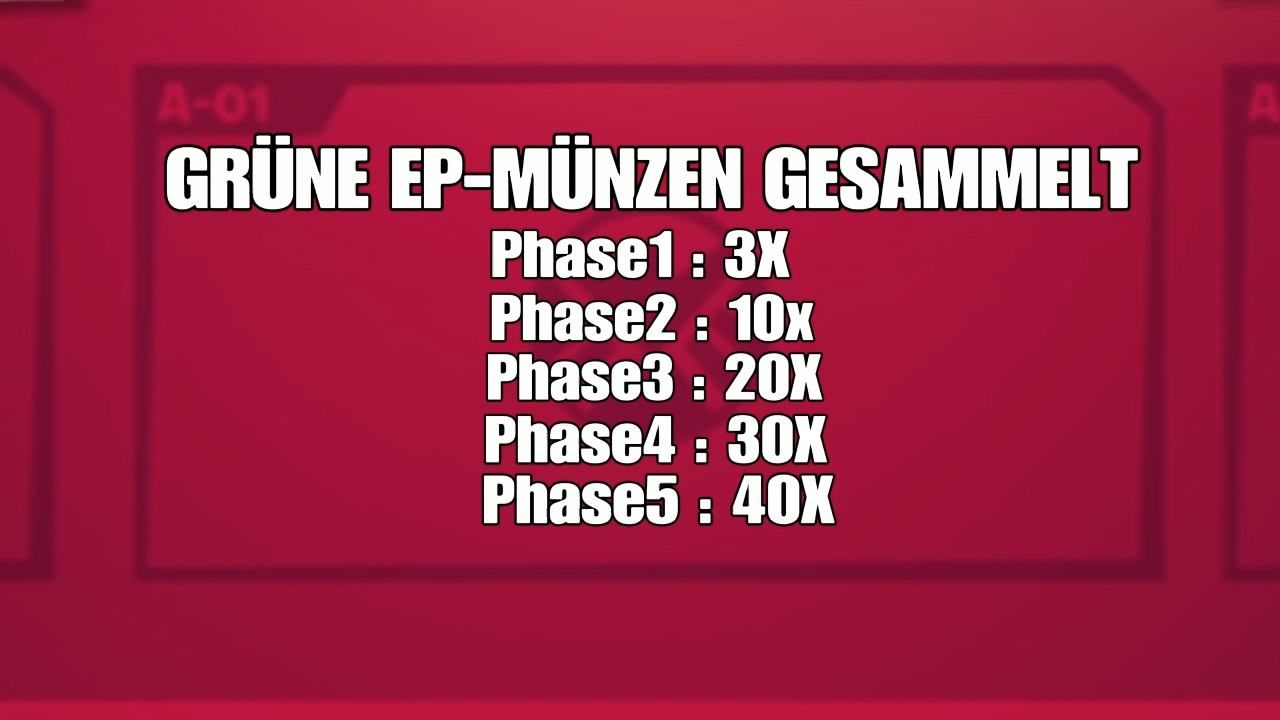 A-01
A
GRÜNE EP-MÜNZEN GESAMMELT
Phase1 : 3X
Phase2 : 10x
Phase3 : 20X
Phase4 : 30X
Phase5 : 40X